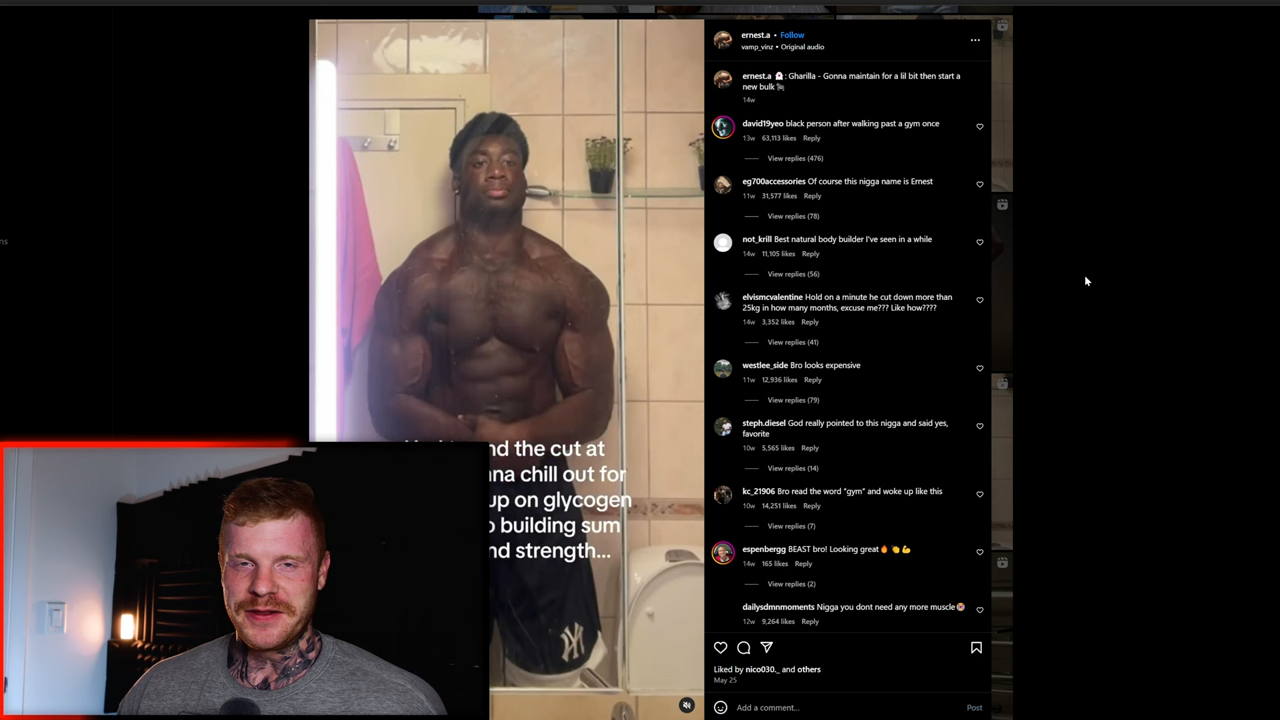 ernest.a • Follow
vamp_vinz • Original audio
ernest.a : Gharilla - Gonna maintain for a lil bit then start a
new bulk
14w
david19yeo black person after walking past a gym once
13w 63,113 likes Reply
View replies (476)
eg700accessories Of course this nigga name is Ernest
11w 31,577 likes Reply
View replies (78)
not_krill Best natural body builder I've seen in a while
14w 11,105 likes Reply
View replies (56)
elvismcvalentine Hold on a minute he cut down more than
25kg in how many months, excuse me??? Like how????
14w 3,352 likes Reply
View replies (41)
westlee_side Bro looks expensive
11w 12,936 likes Reply
View replies (79)
steph.diesel God really pointed to this nigga and said yes,
favorite
10w 5,565 likes Reply
View replies (14)
kc_21906 Bro read the word “gym” and woke up like this
10w 14,251 likes Reply
View replies (7)
espenbergg BEAST bro! Looking great
14w 165 likes Reply
View replies (2)
dailysdmnmoments Nigga you dont need any more muscle
12w 9,264 likes Reply
Liked by nico030._ and others
May 25
Add a comment...
Post
the cut at
chill out for
up on glycogen
building sum
strength...
NY
ns